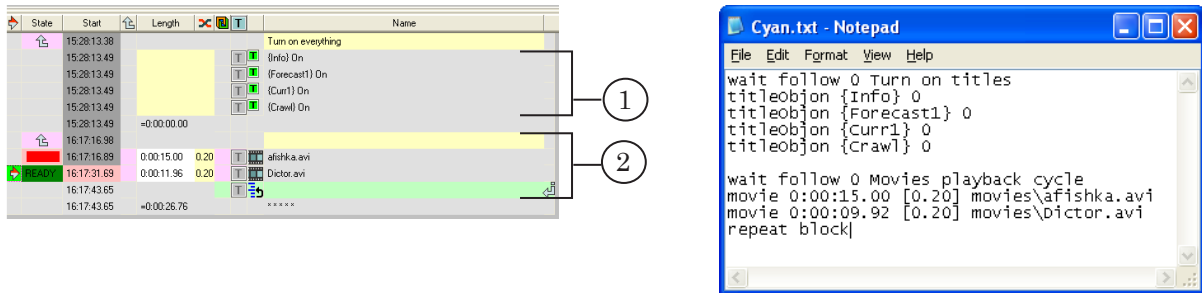 State Start Length T Name
15:28:13.38 Turn on everything
15:28:13.49 T T {Info} On
15:28:13.49 T T {Forecast1} On
15:28:13.49 T T {Curr1} On
15:28:13.49 T T {Crawl} On
15:28:13.49 =0:00:00.00
16:17:16.98
16:17:16.89 0:00:15.00 0.20 T afishka.avi
READY 16:17:31.69 0:00:11.96 0.20 T Dictor.avi
16:17:43.65 T
16:17:43.65 =0:00:26.76 * * * * *
1
2
Cyan.txt - Notepad
File Edit Format View Help
wait follow 0 Turn on titles
titleObjon {Info} 0
titleObjon {Forecast1} 0
titleObjon {Curr1} 0
titleObjon {Crawl} 0
wait follow 0 Movies playback cycle
movie 0:00:15.00 [0.20] movies\afishka.avi
movie 0:00:09.92 [0.20] movies\Dictor.avi
repeat block